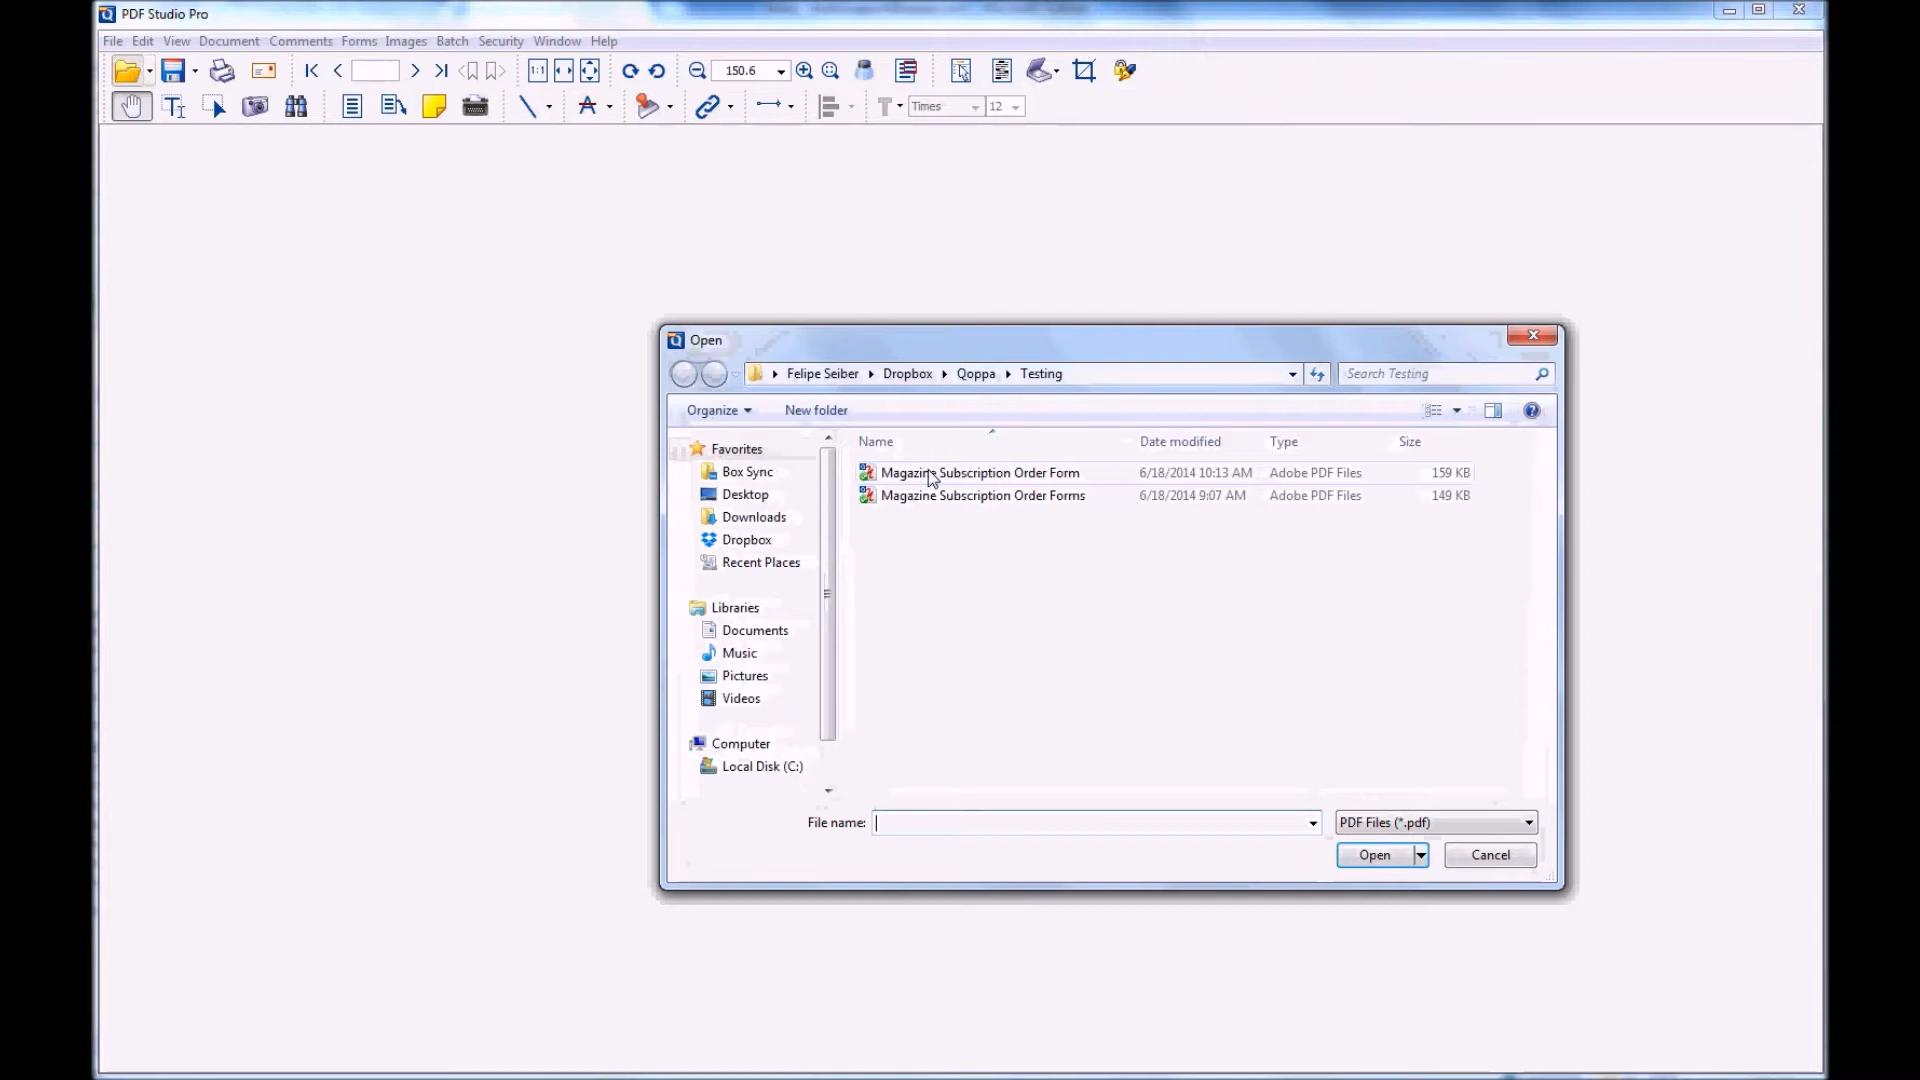 PDF Studio Pro
File Edit View Document Comments Forms Images Batch Security Window Help
1:1 150.6
T Times 12
Open
Felipe Seiber Dropbox Qoppa Testing Search Testing
Organize New folder
Name Date modified Type Size
Favorites
Magazine Subscription Order Form 6/18/2014 10:13 AM Adobe PDF Files 159 KB
Box Sync
Magazine Subscription Order Forms 6/18/2014 9:07 AM Adobe PDF Files 149 KB
Desktop
Downloads
Dropbox
Recent Places
Libraries
Documents
Music
Pictures
Videos
Computer
Local Disk (C:)
File name: PDF Files (*.pdf)
Open Cancel